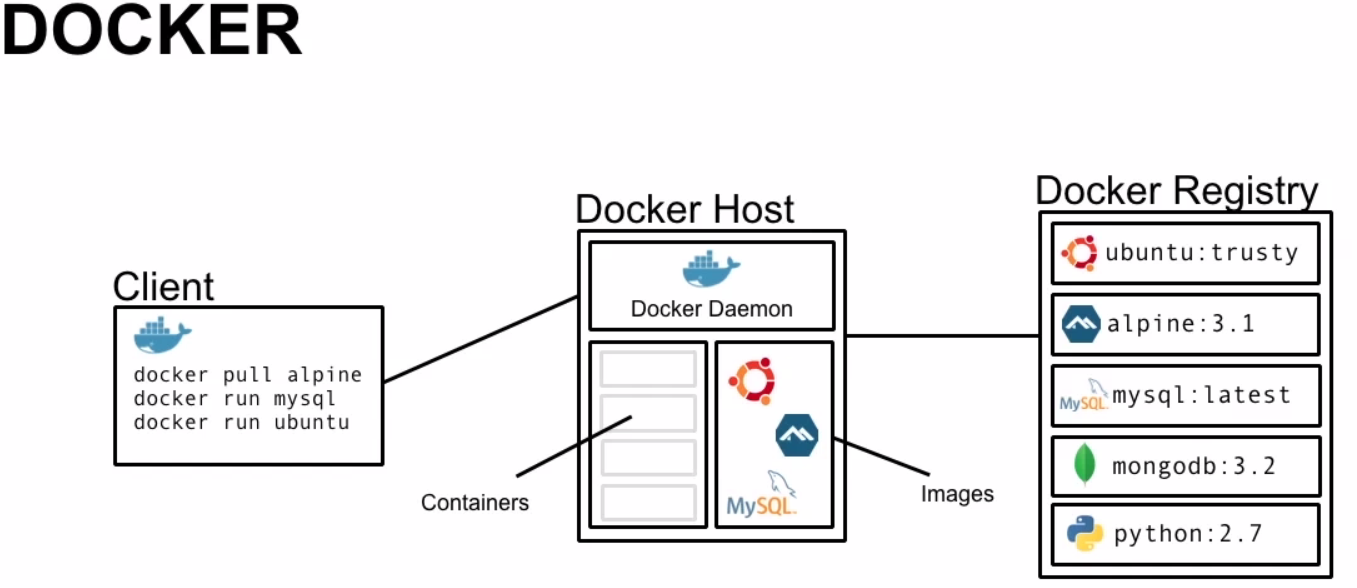 DOCKER
Client
docker pull alpine
docker run mysql
docker run ubuntu
Docker Host
Docker Daemon
MySQL
Containers
Images
Docker Registry
ubuntu:trusty
alpine:3.1
MySQL mysql:latest
mongodb:3.2
python:2.7